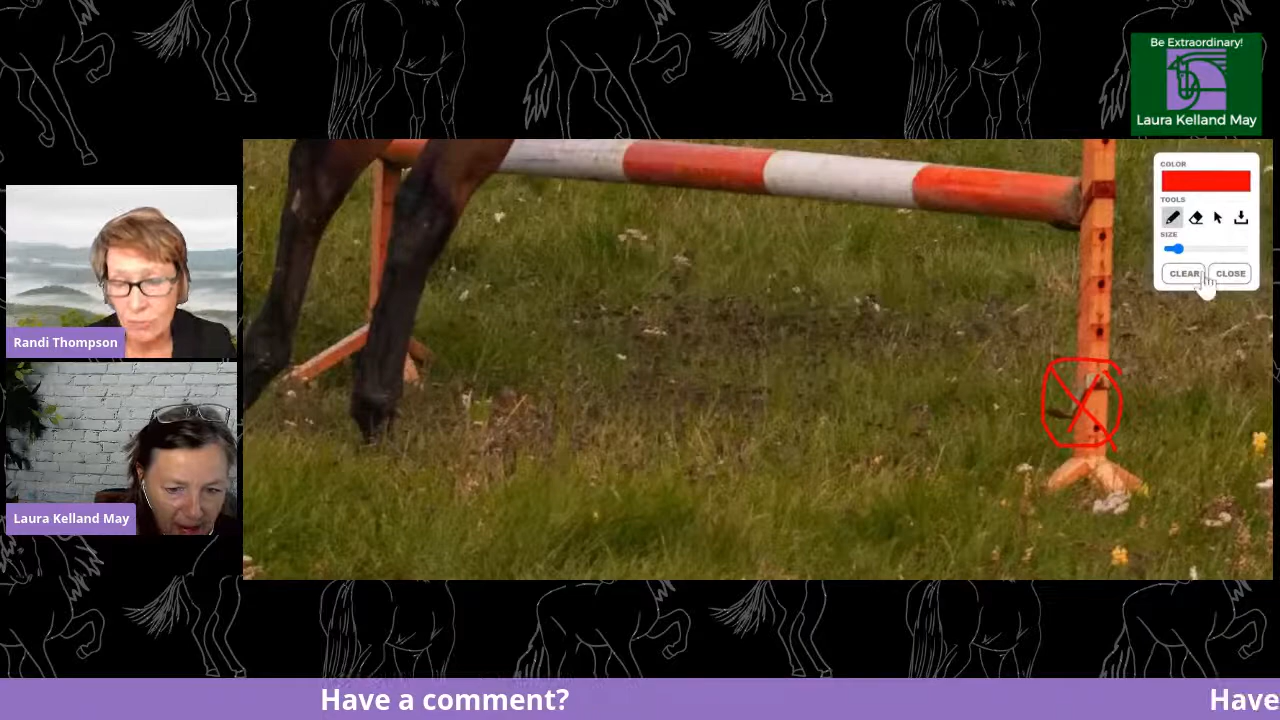 Be Extraordinary!
Laura Kelland May
COLOR
TOOLS
SIZE
CLEAR
CLOSE
Randi Thompson
Laura Kelland May
Have a comment?
Have